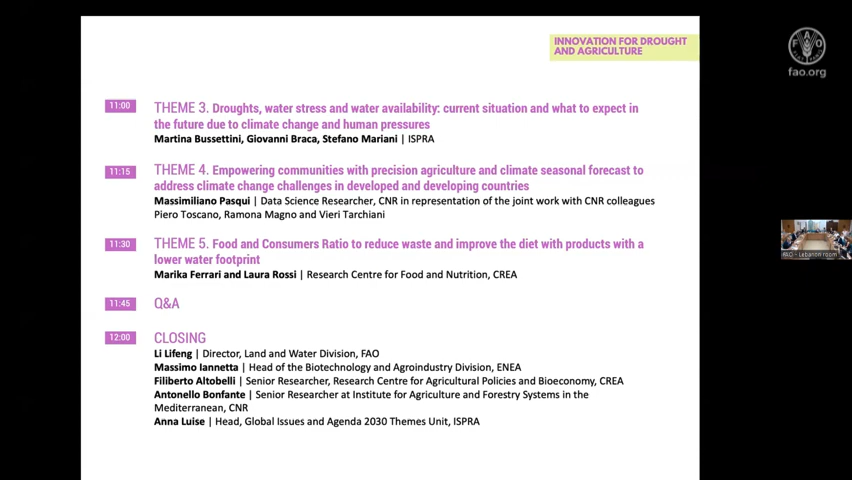 INNOVATION FOR DROUGHT
AND AGRICULTURE
FAO
fao.org
11:00
THEME 3. Droughts, water stress and water availability: current situation and what to expect in
the future due to climate change and human pressures
Martina Bussettini, Giovanni Braca, Stefano Mariani | ISPRA
11:15
THEME 4. Empowering communities with precision agriculture and climate seasonal forecast to
address climate change challenges in developed and developing countries
Massimiliano Pasqui | Data Science Researcher, CNR in representation of the joint work with CNR colleagues
Piero Toscano, Ramona Magno and Vieri Tarchiani
11:30
THEME 5. Food and Consumers Ratio to reduce waste and improve the diet with products with a
lower water footprint
Marika Ferrari and Laura Rossi | Research Centre for Food and Nutrition, CREA
11:45
Q&A
12:00
CLOSING
Li Lifeng | Director, Land and Water Division, FAO
Massimo Iannetta | Head of the Biotechnology and Agroindustry Division, ENEA
Filiberto Altobelli | Senior Researcher, Research Centre for Agricultural Policies and Bioeconomy, CREA
Antonello Bonfante | Senior Researcher at Institute for Agriculture and Forestry Systems in the
Mediterranean, CNR
Anna Luise | Head, Global Issues and Agenda 2030 Themes Unit, ISPRA
FAO - Lebanon room